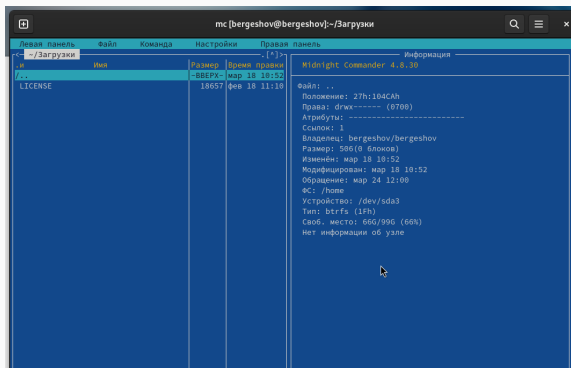 mc [bergeshov@bergeshov]:~/Загрузки
Левая панель Файл Команда Настройки Правая панель
<- ~/Загрузки .[^]>
Информация
.и Имя Размер Время правки
/.. -ВВЕРХ- мар 18 10:52
LICENSE 18657 фев 18 11:10
Midnight Commander 4.8.30
Файл: ..
Положение: 27h:104CAh
Права: drwx------ (0700)
Атрибуты: ------------------------
Ссылок: 1
Владелец: bergeshov/bergeshov
Размер: 506(0 блоков)
Изменён: мар 18 10:52
Модифицирован: мар 18 10:52
Обращение: мар 24 12:00
ФС: /home
Устройство: /dev/sda3
Тип: btrfs (1Fh)
Своб. место: 66G/99G (66%)
Нет информации об узле